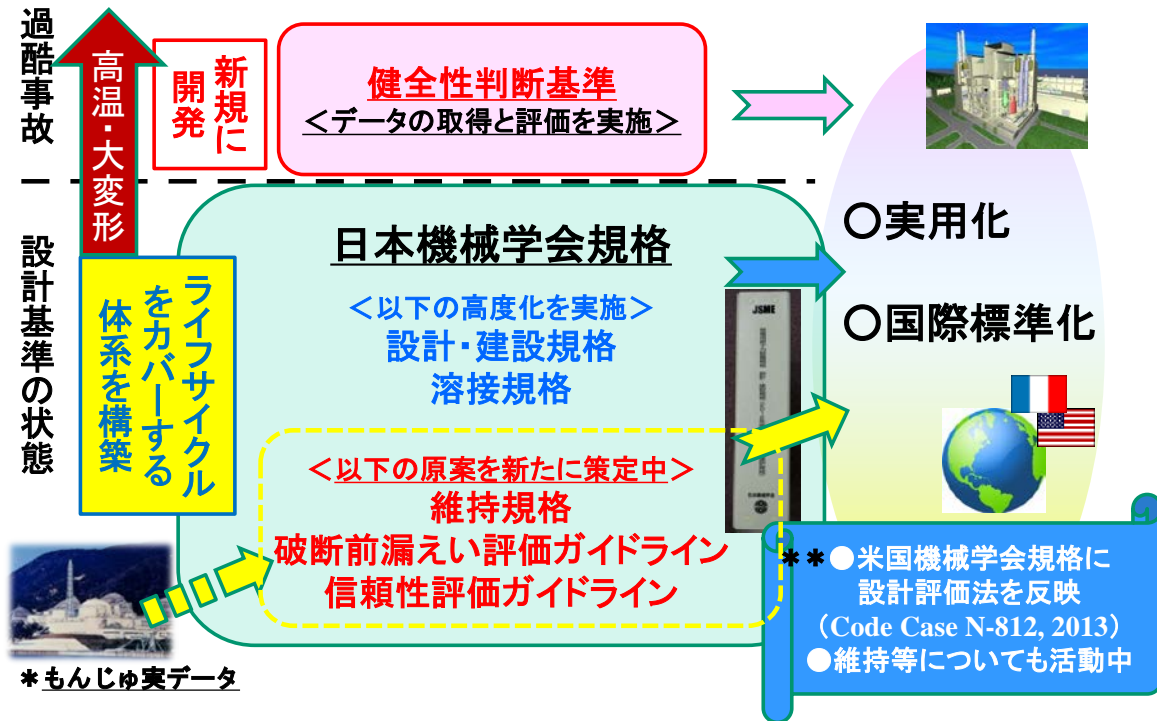 過酷事故
高温・大変形
新規に
開発
健全性判断基準
＜データの取得と評価を実施＞
設計基準の状態
ライフサイクル
をカバーする
体系を構築
日本機械学会規格
＜以下の高度化を実施＞
設計・建設規格
溶接規格
＜以下の原案を新たに策定中＞
維持規格
破断前漏えい評価ガイドライン
信頼性評価ガイドライン
JSME
〇実用化
〇国際標準化
＊＊●米国機械学会規格に
設計評価法を反映
（Code Case N-812, 2013）
●維持等についても活動中
＊もんじゅ実データ